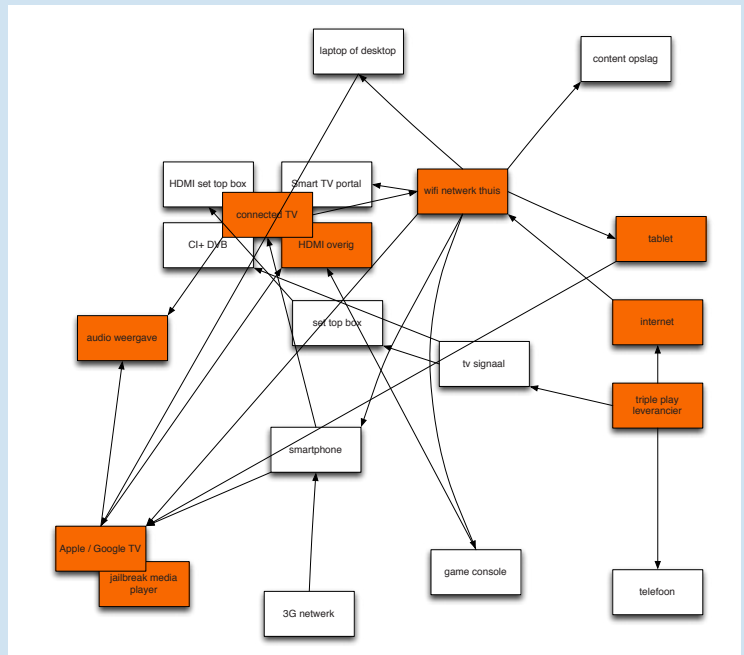 laptop of desktop
content opslag
HDMI set top box
Smart TV portal
wifi netwerk thuis
connected TV
CI+ DVB
HDMI overig
tablet
set top box
internet
audio weergave
tv signaal
triple play
leverancier
smartphone
Apple / Google TV
jailbreak media
player
game console
telefoon
3G netwerk